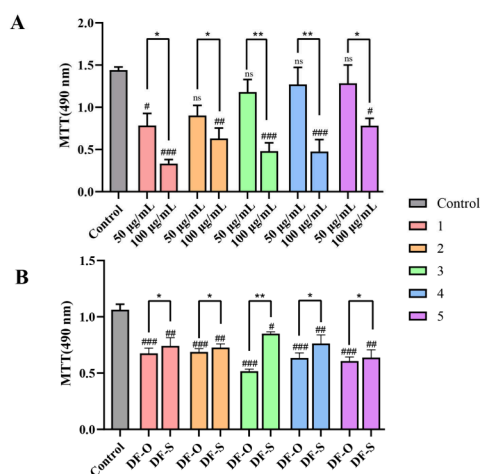 A
2.0
1.5
1.0
0.5
0.0
MTT(490 nm)
* * ** ** *
# ### ns ## ns ### ns ### ns #
Control 50 µg/mL 100 µg/mL 50 µg/mL 100 µg/mL 50 µg/mL 100 µg/mL 50 µg/mL 100 µg/mL 50 µg/mL 100 µg/mL
Control
1
2
3
4
5
B
1.5
1.0
0.5
0.0
MTT(490 nm)
* * ** * *
### ## ### ## ### # ### ## ### ##
Control DF-O DF-S DF-O DF-S DF-O DF-S DF-O DF-S DF-O DF-S